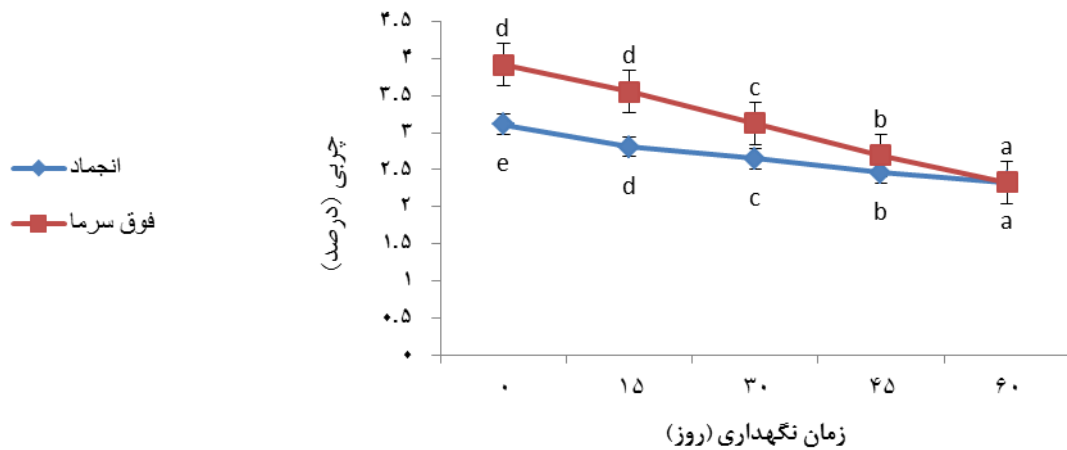 ۴.۵
۴
۳.۵
۳
۲.۵
۲
۱.۵
۱
۰.۵
۰
چربی (درصد)
d
d
c
b
a
e
d
c
b
a
۰ ۱۵ ۳۰ ۴۵ ۶۰
زمان نگهداری (روز)
انجماد
فوق سرما